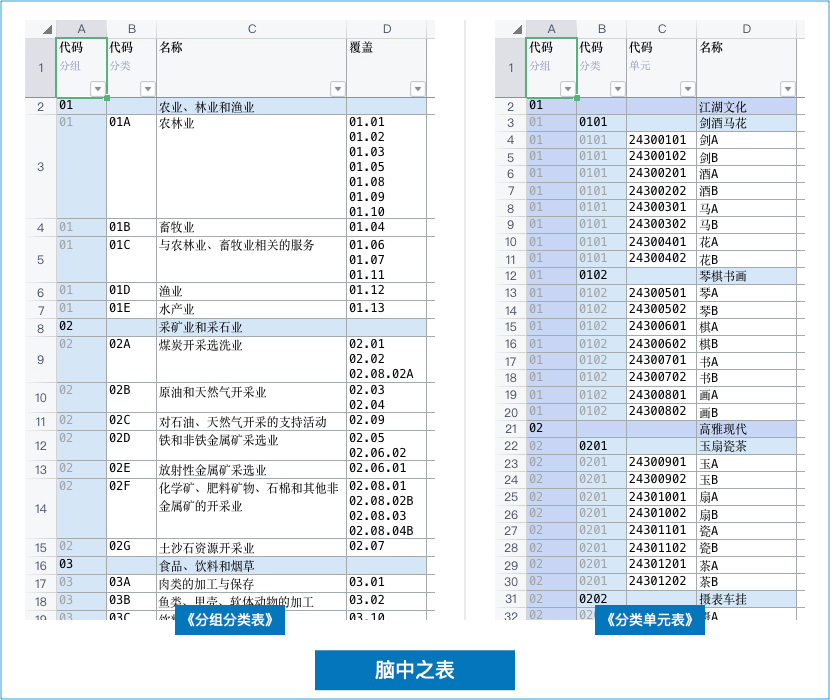 A B C D
代码 代码 名称 覆盖
1 分组 分类
2 01 农业、林业和渔业
3 01 01A 农林业 01.01
01.02
01.03
01.05
01.08
01.09
01.10
4 01 01B 畜牧业 01.04
5 01 01C 与农林业、畜牧业相关的服务 01.06
01.07
01.11
6 01 01D 渔业 01.12
7 01 01E 水产业 01.13
8 02 采矿业和采石业
9 02 02A 煤炭开采选洗业 02.01
02.02
02.08.02A
10 02 02B 原油和天然气开采业 02.03
02.04
11 02 02C 对石油、天然气开采的支持活动 02.09
12 02 02D 铁和非铁金属矿采选业 02.05
02.06.02
13 02 02E 放射性金属矿采选业 02.06.01
14 02 02F 化学矿、肥料矿物、石棉和其他非 02.08.01
金属矿的开采业 02.08.02B
02.08.03
02.08.04B
15 02 02G 土沙石资源开采业 02.07
16 03 食品、饮料和烟草
17 03 03A 肉类的加工与保存 03.01
18 03 03B 鱼类、甲壳、软体动物的加工 03.02
19 03 03C 03.10
《分组分类表》
A B C D
代码 代码 代码 名称
1 分组 分类 单元
2 01 江湖文化
3 01 0101 剑酒马花
4 01 0101 24300101 剑A
5 01 0101 24300102 剑B
6 01 0101 24300201 酒A
7 01 0101 24300202 酒B
8 01 0101 24300301 马A
9 01 0101 24300302 马B
10 01 0101 24300401 花A
11 01 0101 24300402 花B
12 01 0102 琴棋书画
13 01 0102 24300501 琴A
14 01 0102 24300502 琴B
15 01 0102 24300601 棋A
16 01 0102 24300602 棋B
17 01 0102 24300701 书A
18 01 0102 24300702 书B
19 01 0102 24300801 画A
20 01 0102 24300802 画B
21 02 高雅现代
22 02 0201 玉扇瓷茶
23 02 0201 24300901 玉A
24 02 0201 24300902 玉B
25 02 0201 24301001 扇A
26 02 0201 24301002 扇B
27 02 0201 24301101 瓷A
28 02 0201 24301102 瓷B
29 02 0201 24301201 茶A
30 02 0201 24301202 茶B
31 02 0202 摄表车挂
32 02
《分类单元表》
脑中之表